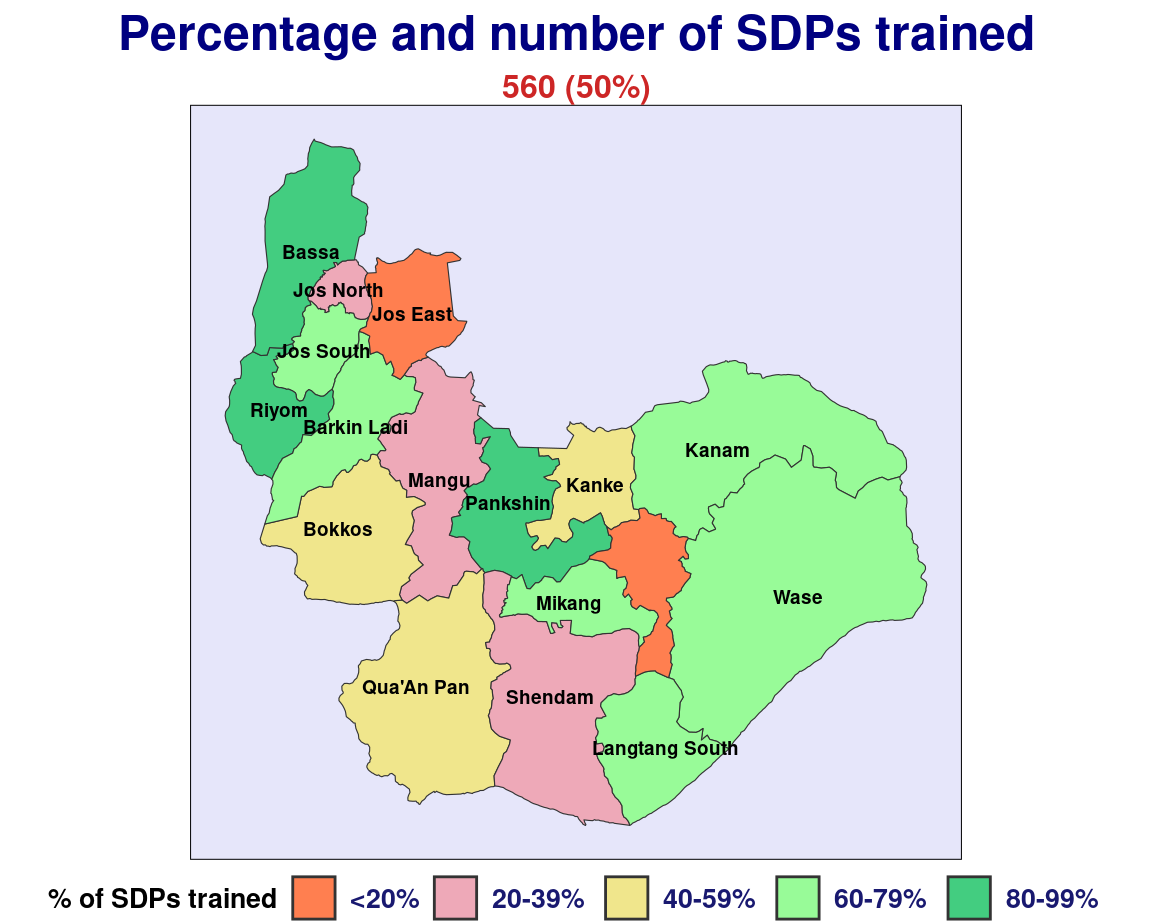 Percentage and number of SDPs trained
560 (50%)
Bassa
Jos North
Jos East
Jos South
Riyom
Barkin Ladi
Kanam
Mangu
Kanke
Pankshin
Bokkos
Wase
Mikang
Qua'An Pan
Shendam
Langtang South
% of SDPs trained <20% 20-39% 40-59% 60-79% 80-99%